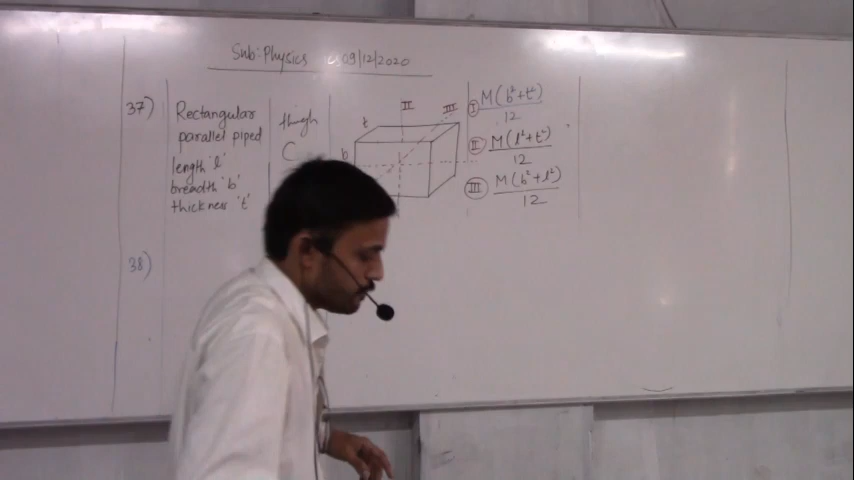 Sub: Physics 09/12/2020
37)
Rectangular
parallel piped
length 'l'
breadth 'b'
thickness 't'
C
t
b
II
III
I M(b²+t²)/12
II M(l²+t²)/12
III M(b²+l²)/12
38)